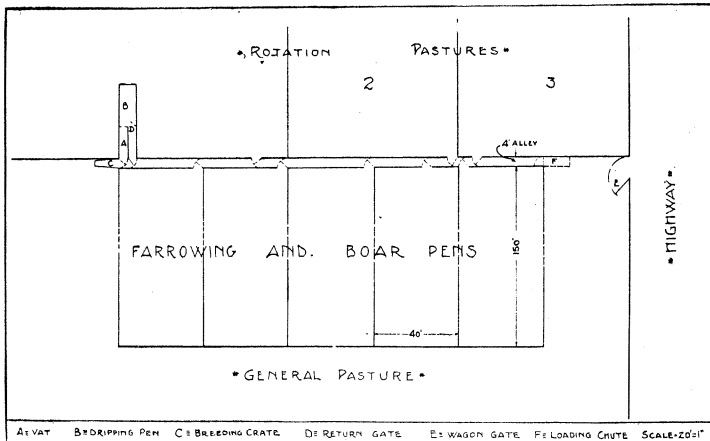 * ROTATION PASTURES *
2
3
B
D
A
C
4' ALLEY
F
E
* HIGHWAY *
FARROWING AND. BOAR PENS
150'
40'
* GENERAL PASTURE *
A= VAT B= DRIPPING PEN C= BREEDING CRATE D= RETURN GATE E= WAGON GATE F= LOADING CHUTE SCALE=20'=1"